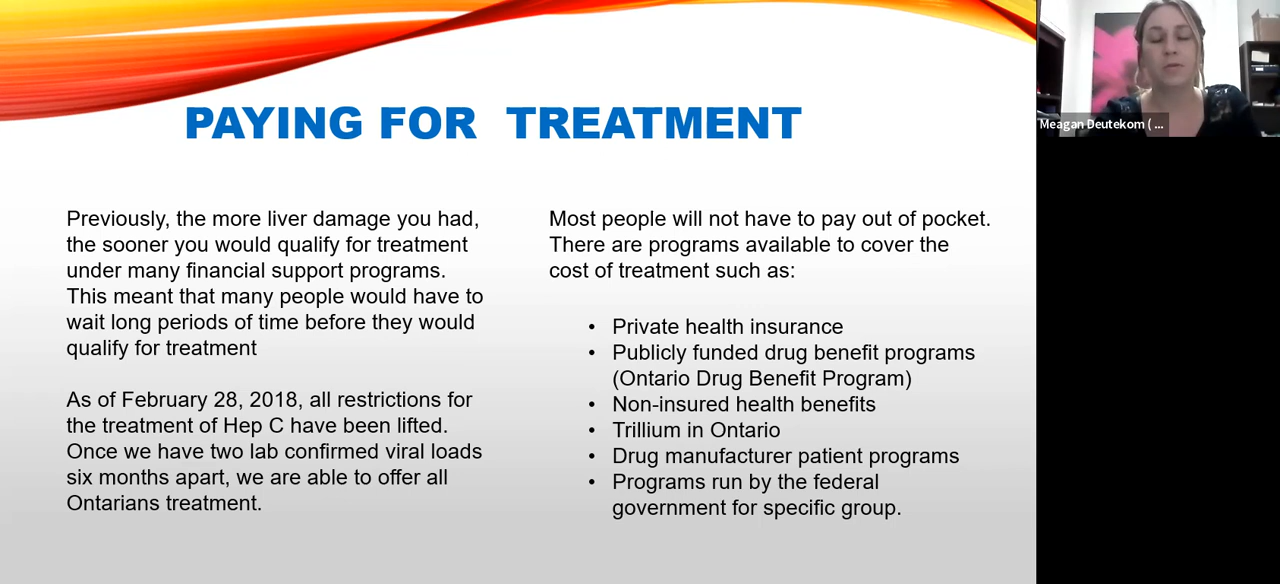 PAYING FOR TREATMENT
Previously, the more liver damage you had,
the sooner you would qualify for treatment
under many financial support programs.
This meant that many people would have to
wait long periods of time before they would
qualify for treatment
As of February 28, 2018, all restrictions for
the treatment of Hep C have been lifted.
Once we have two lab confirmed viral loads
six months apart, we are able to offer all
Ontarians treatment.
Most people will not have to pay out of pocket.
There are programs available to cover the
cost of treatment such as:
• Private health insurance
• Publicly funded drug benefit programs
(Ontario Drug Benefit Program)
• Non-insured health benefits
• Trillium in Ontario
• Drug manufacturer patient programs
• Programs run by the federal
government for specific group.
Meagan Deutekom ( ...